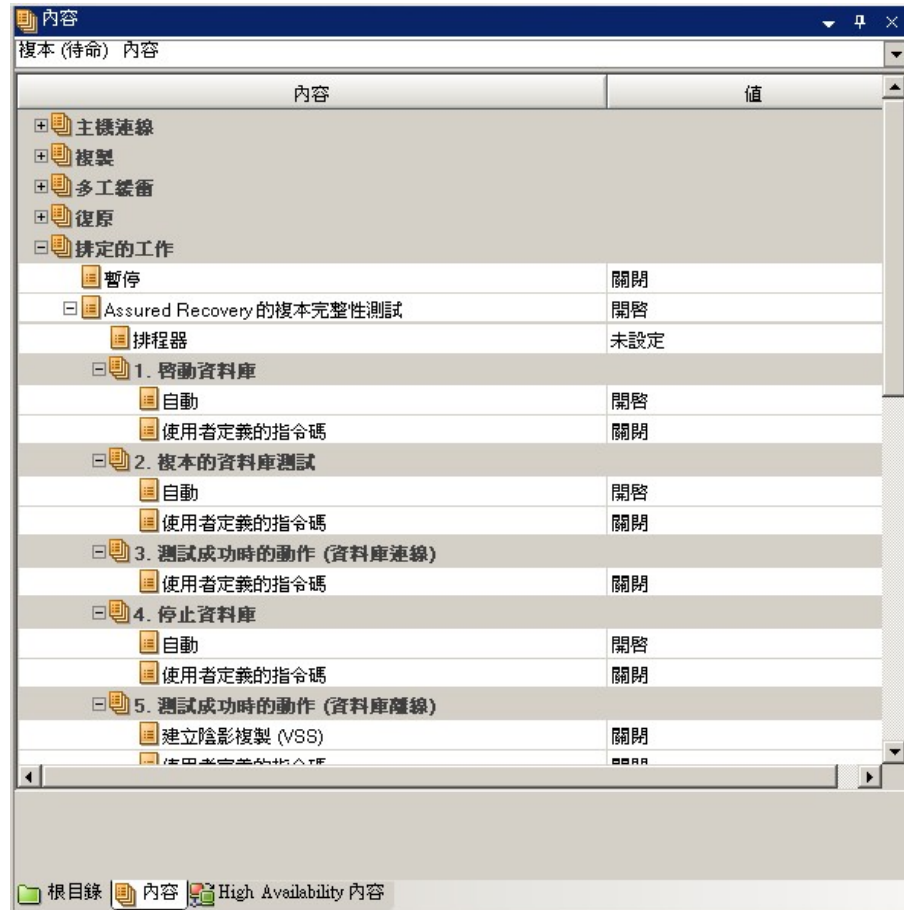 內容
複本 (待命) 內容
內容 值
主機連線
複製
多工緩衝
復原
排定的工作
暫停 關閉
Assured Recovery 的複本完整性測試 開啓
排程器 未設定
1. 啓動資料庫
自動 開啓
使用者定義的指令碼 關閉
2. 複本的資料庫測試
自動 開啓
使用者定義的指令碼 關閉
3. 測試成功時的動作 (資料庫連線)
使用者定義的指令碼 關閉
4. 停止資料庫
自動 開啓
使用者定義的指令碼 關閉
5. 測試成功時的動作 (資料庫離線)
建立陰影複製 (VSS) 關閉
根目錄 內容 High Availability 內容